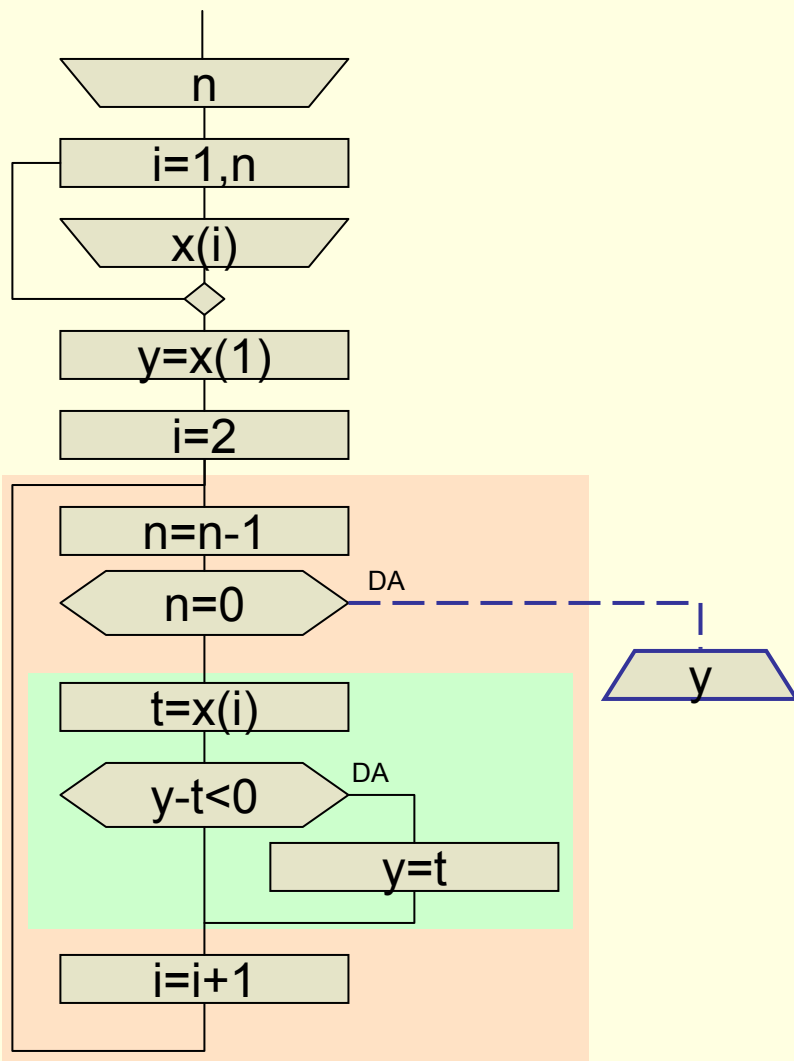 n
i=1,n
x(i)
y=x(1)
i=2
n=n-1
n=0
DA
y
t=x(i)
y-t<0
DA
y=t
i=i+1